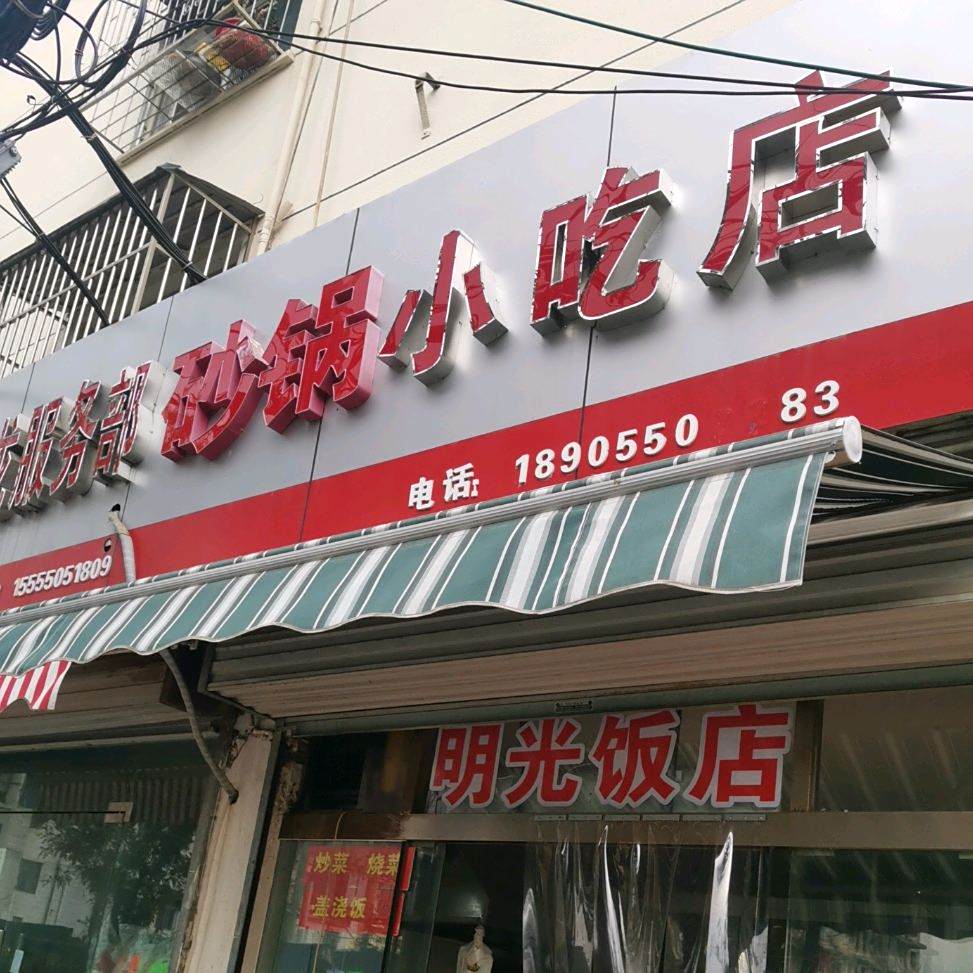 服务部
砂锅小吃店
电话: 1890550 83
15555051809
明光饭店
炒菜 烧菜
盖浇饭